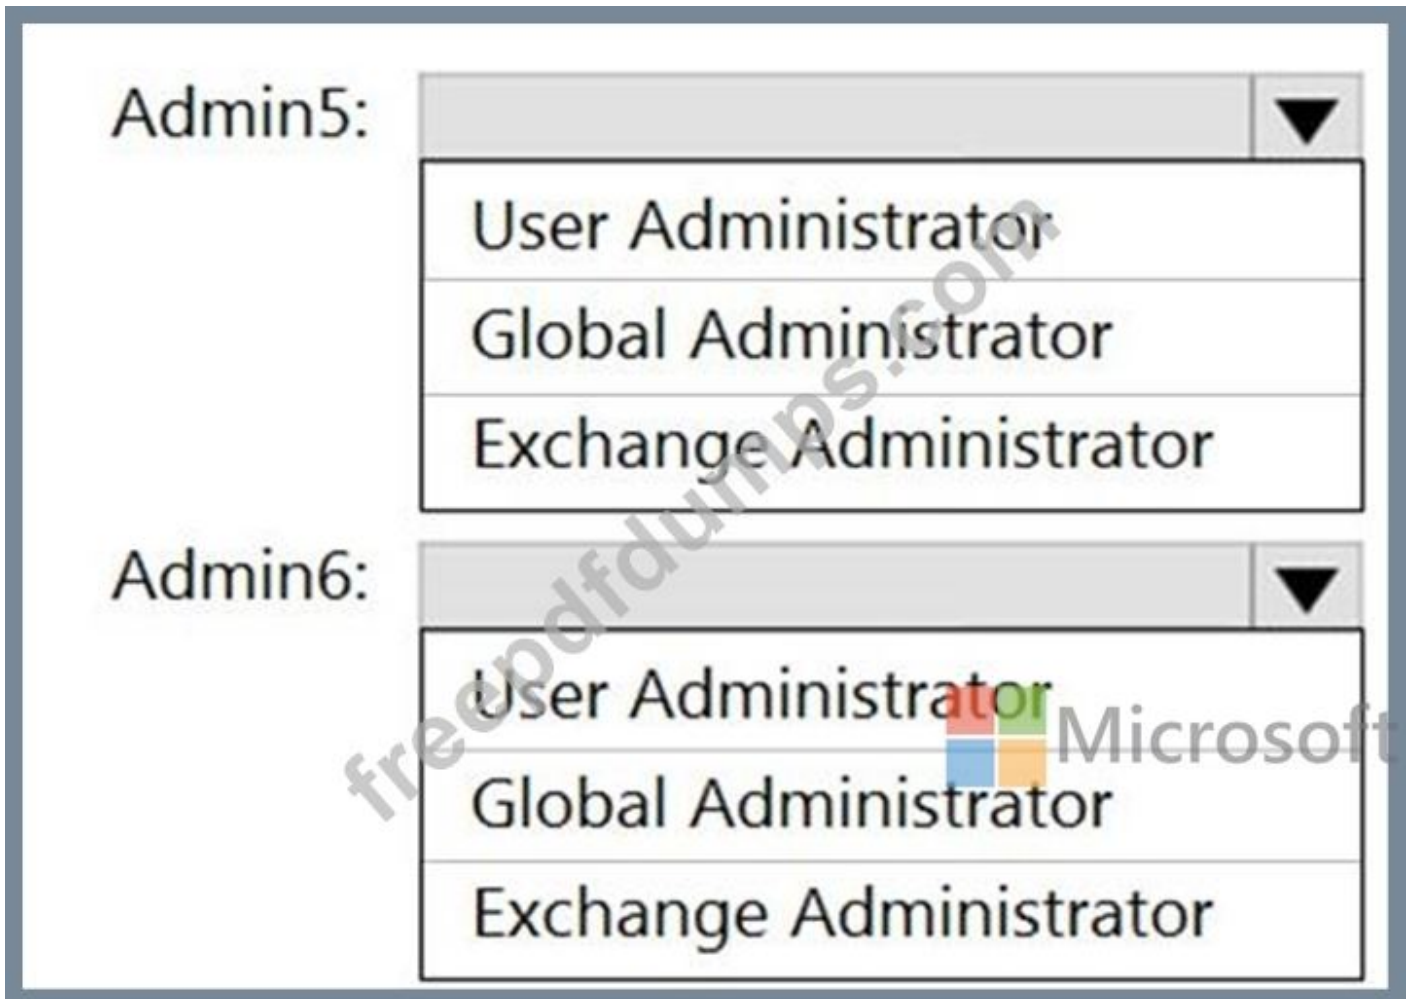 Admin5:
User Administrator
Global Administrator
Exchange Administrator
Admin6:
User Administrator
Global Administrator
Exchange Administrator
freepdfdumps.com
Microsoft